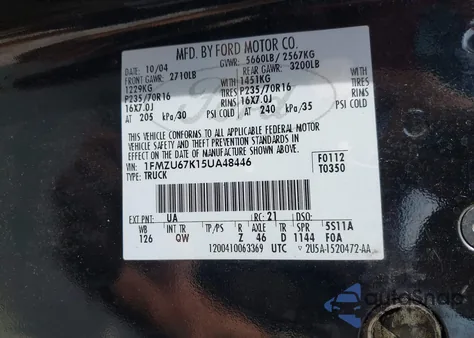 MFD. BY FORD MOTOR CO.
10/04 GVWR: 5660LB / 2567KG
FRONT GAWR: 2710LB REAR GAWR: 3200LB
1229KG 1451KG
P235/70R16 TIRES P235/70R16
16X7.0J RIMS 16X7.0J
AT 205 kPa/30 PSI COLD AT 240 kPa/35 PSI COLD
THIS VEHICLE CONFORMS TO ALL APPLICABLE FEDERAL MOTOR
VEHICLE SAFETY AND THEFT PREVENTION STANDARDS IN
EFFECT ON THE DATE OF MANUFACTURE SHOWN ABOVE.
VIN: 1FMZU67K15UA48446 F0112
TYPE: TRUCK T0350
EXT PNT: UA RC: 21 DSO:
WB INT TR TP/PS R AXLE TR SPR 5S11A
126 QW Z 46 D 1144 F0A
1200410063369 UTC 2U5A-1520472-AA
Ford
autosnap